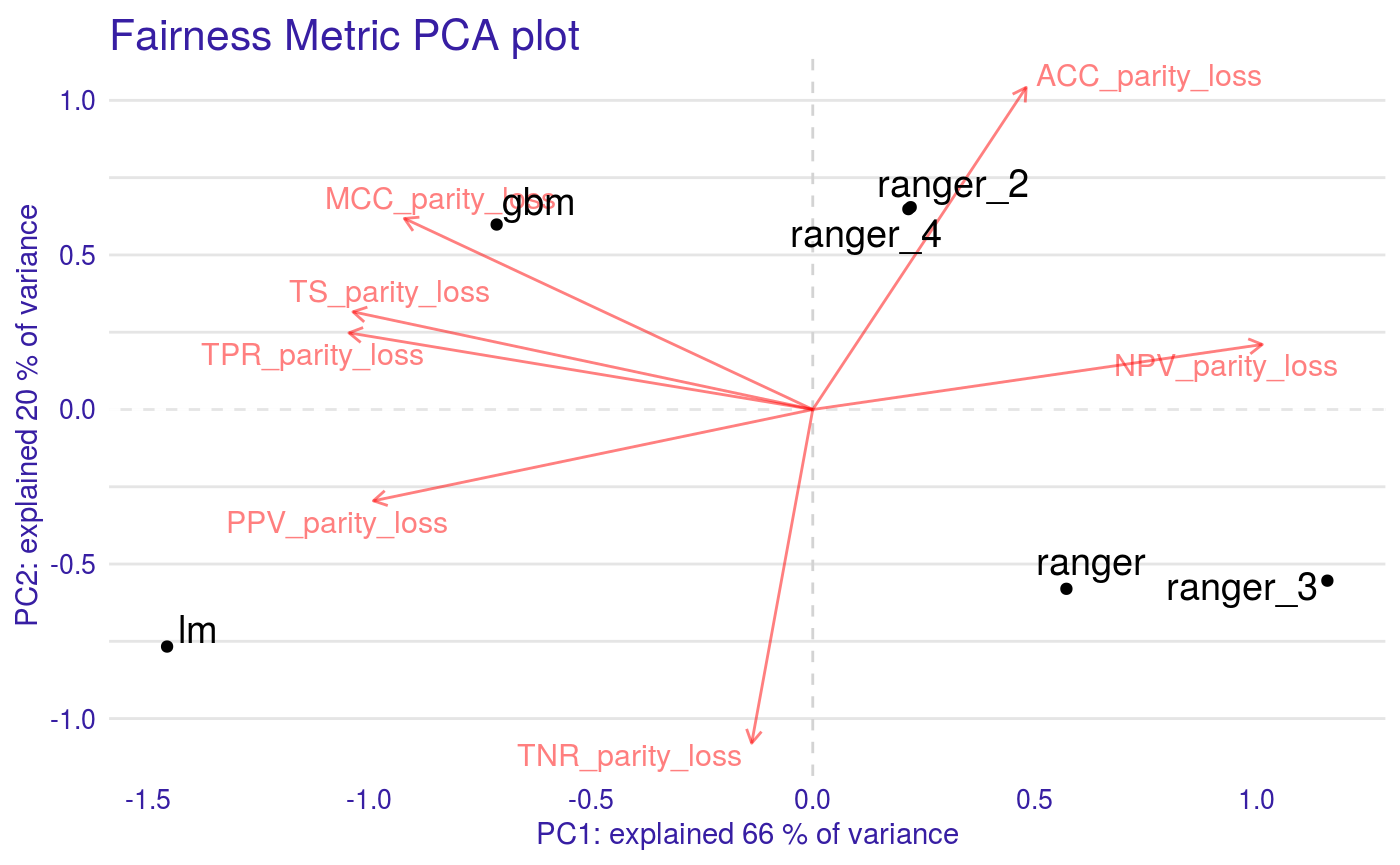 Fairness Metric PCA plot
ACC_parity_loss
1.0
ranger_2
MCC_parity_loss
gbm
ranger_4
0.5
TS_parity_loss
TPR_parity_loss
NPV_parity_loss
0.0
PPV_parity_loss
-0.5
ranger
ranger_3
lm
-1.0
TNR_parity_loss
PC2: explained 20 % of variance
-1.5 -1.0 -0.5 0.0 0.5 1.0
PC1: explained 66 % of variance